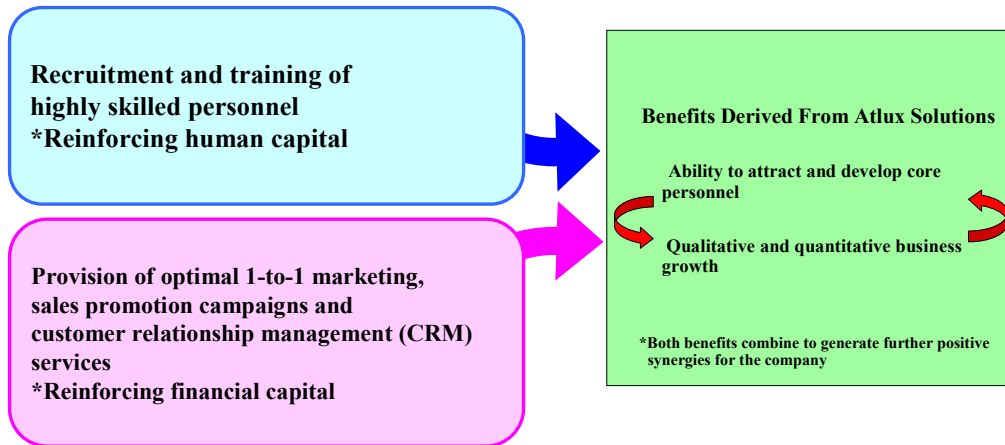 Recruitment and training of
highly skilled personnel
*Reinforcing human capital
Provision of optimal 1-to-1 marketing,
sales promotion campaigns and
customer relationship management (CRM)
services
*Reinforcing financial capital
Benefits Derived From Atlux Solutions
Ability to attract and develop core
personnel
Qualitative and quantitative business
growth
*Both benefits combine to generate further positive
synergies for the company